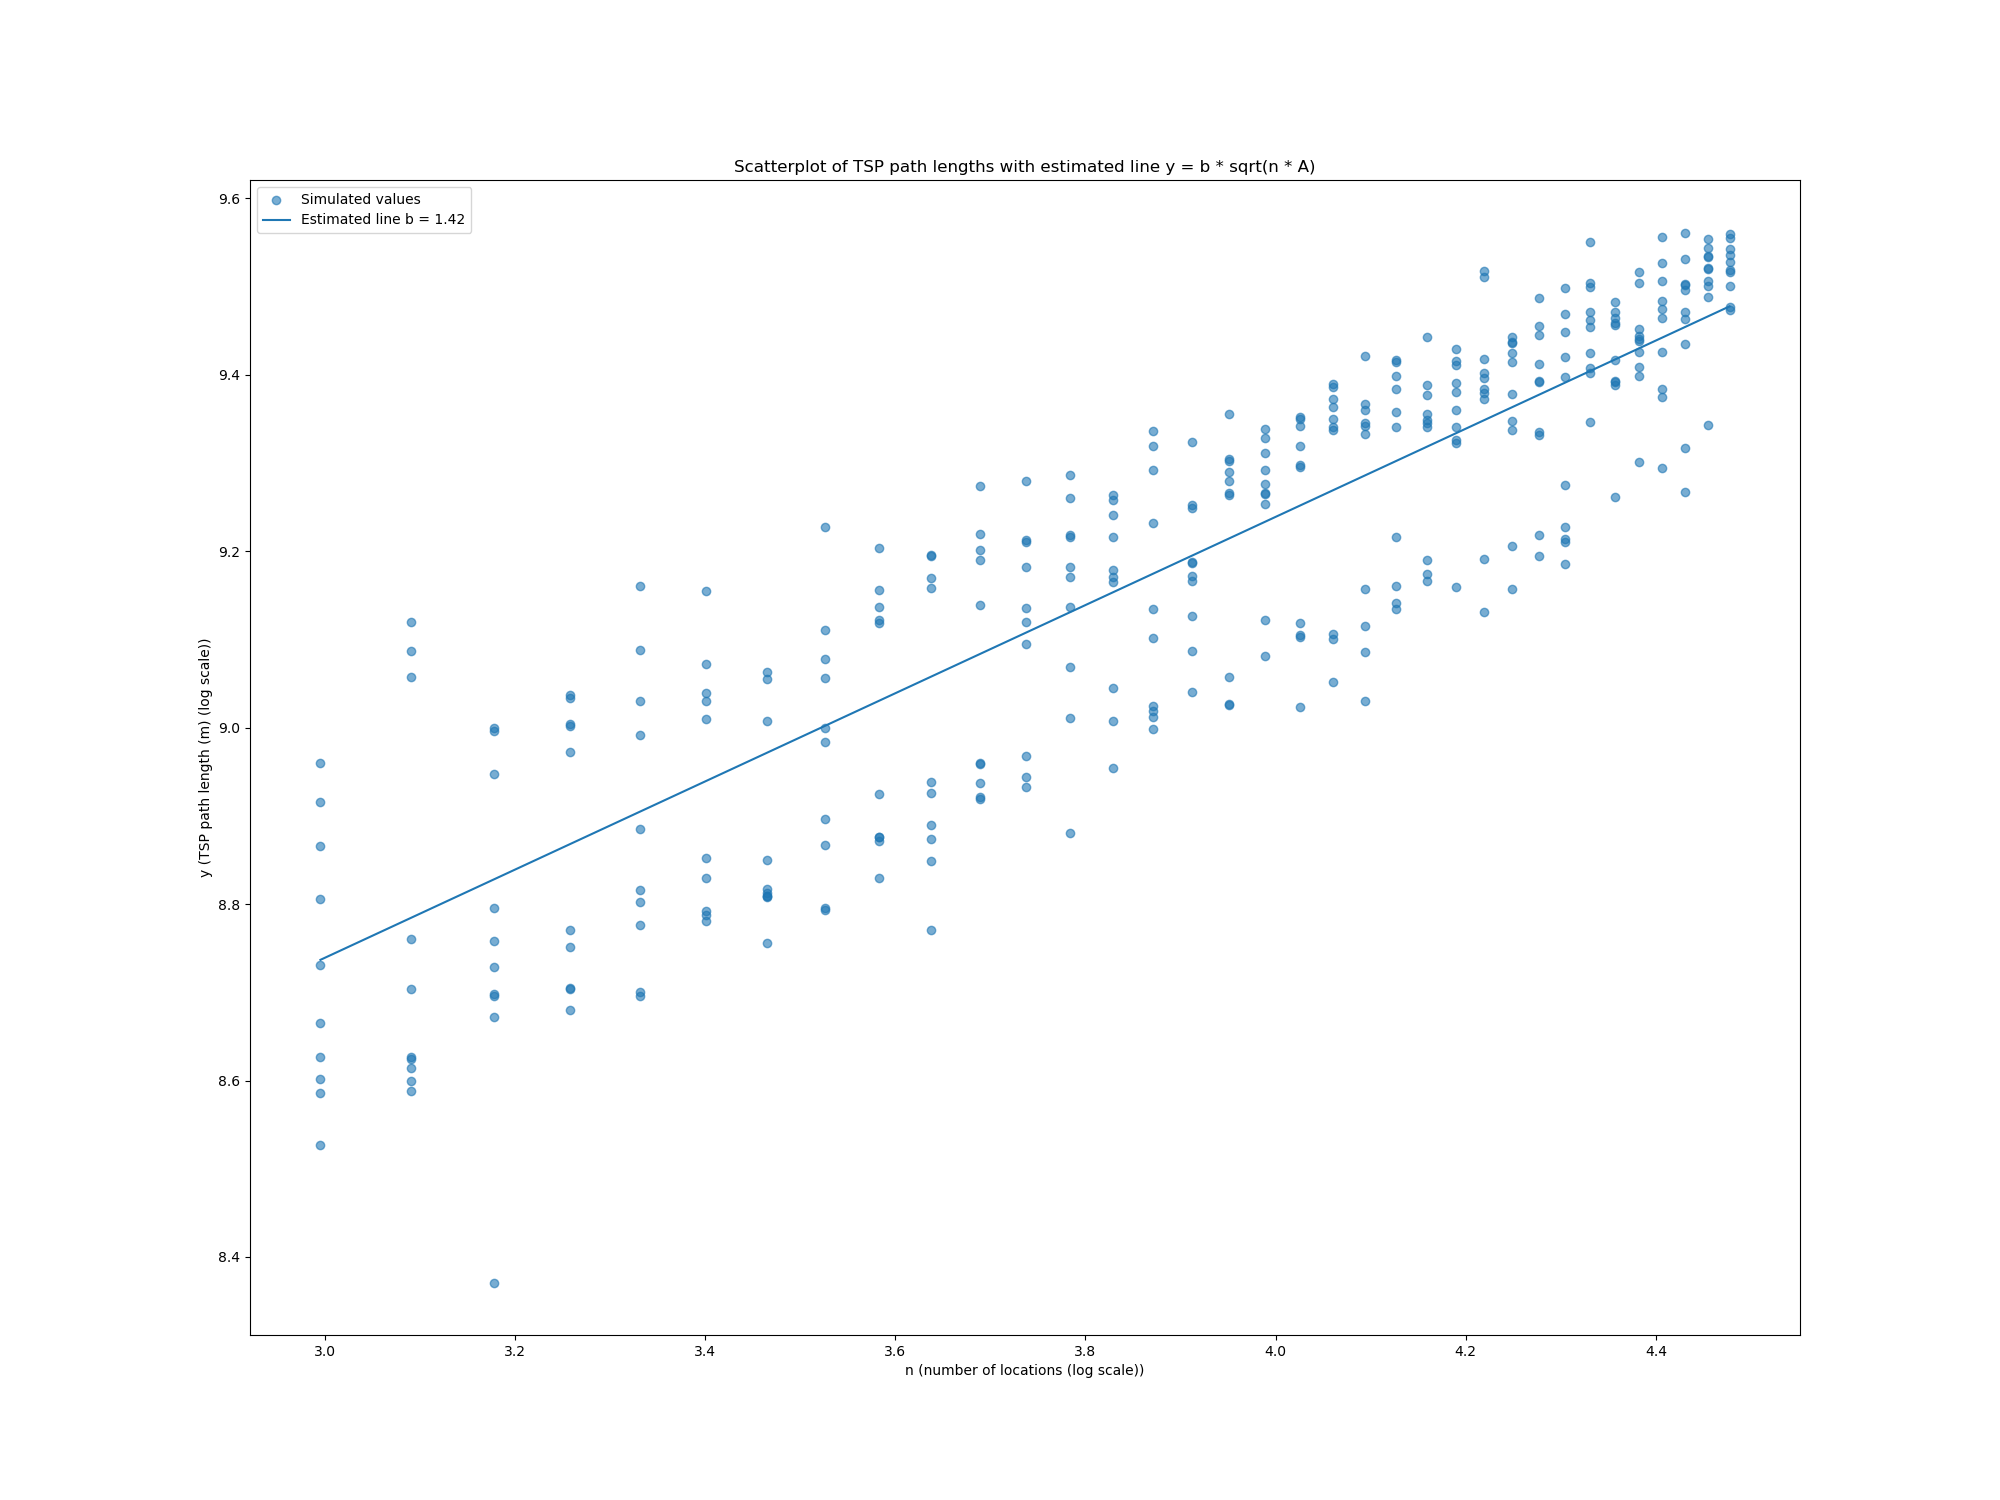 Scatterplot of TSP path lengths with estimated line y = b * sqrt(n * A)
Simulated values
Estimated line b = 1.42
y (TSP path length (m) (log scale))
9.6
9.4
9.2
9.0
8.8
8.6
8.4
3.0 3.2 3.4 3.6 3.8 4.0 4.2 4.4
n (number of locations (log scale))